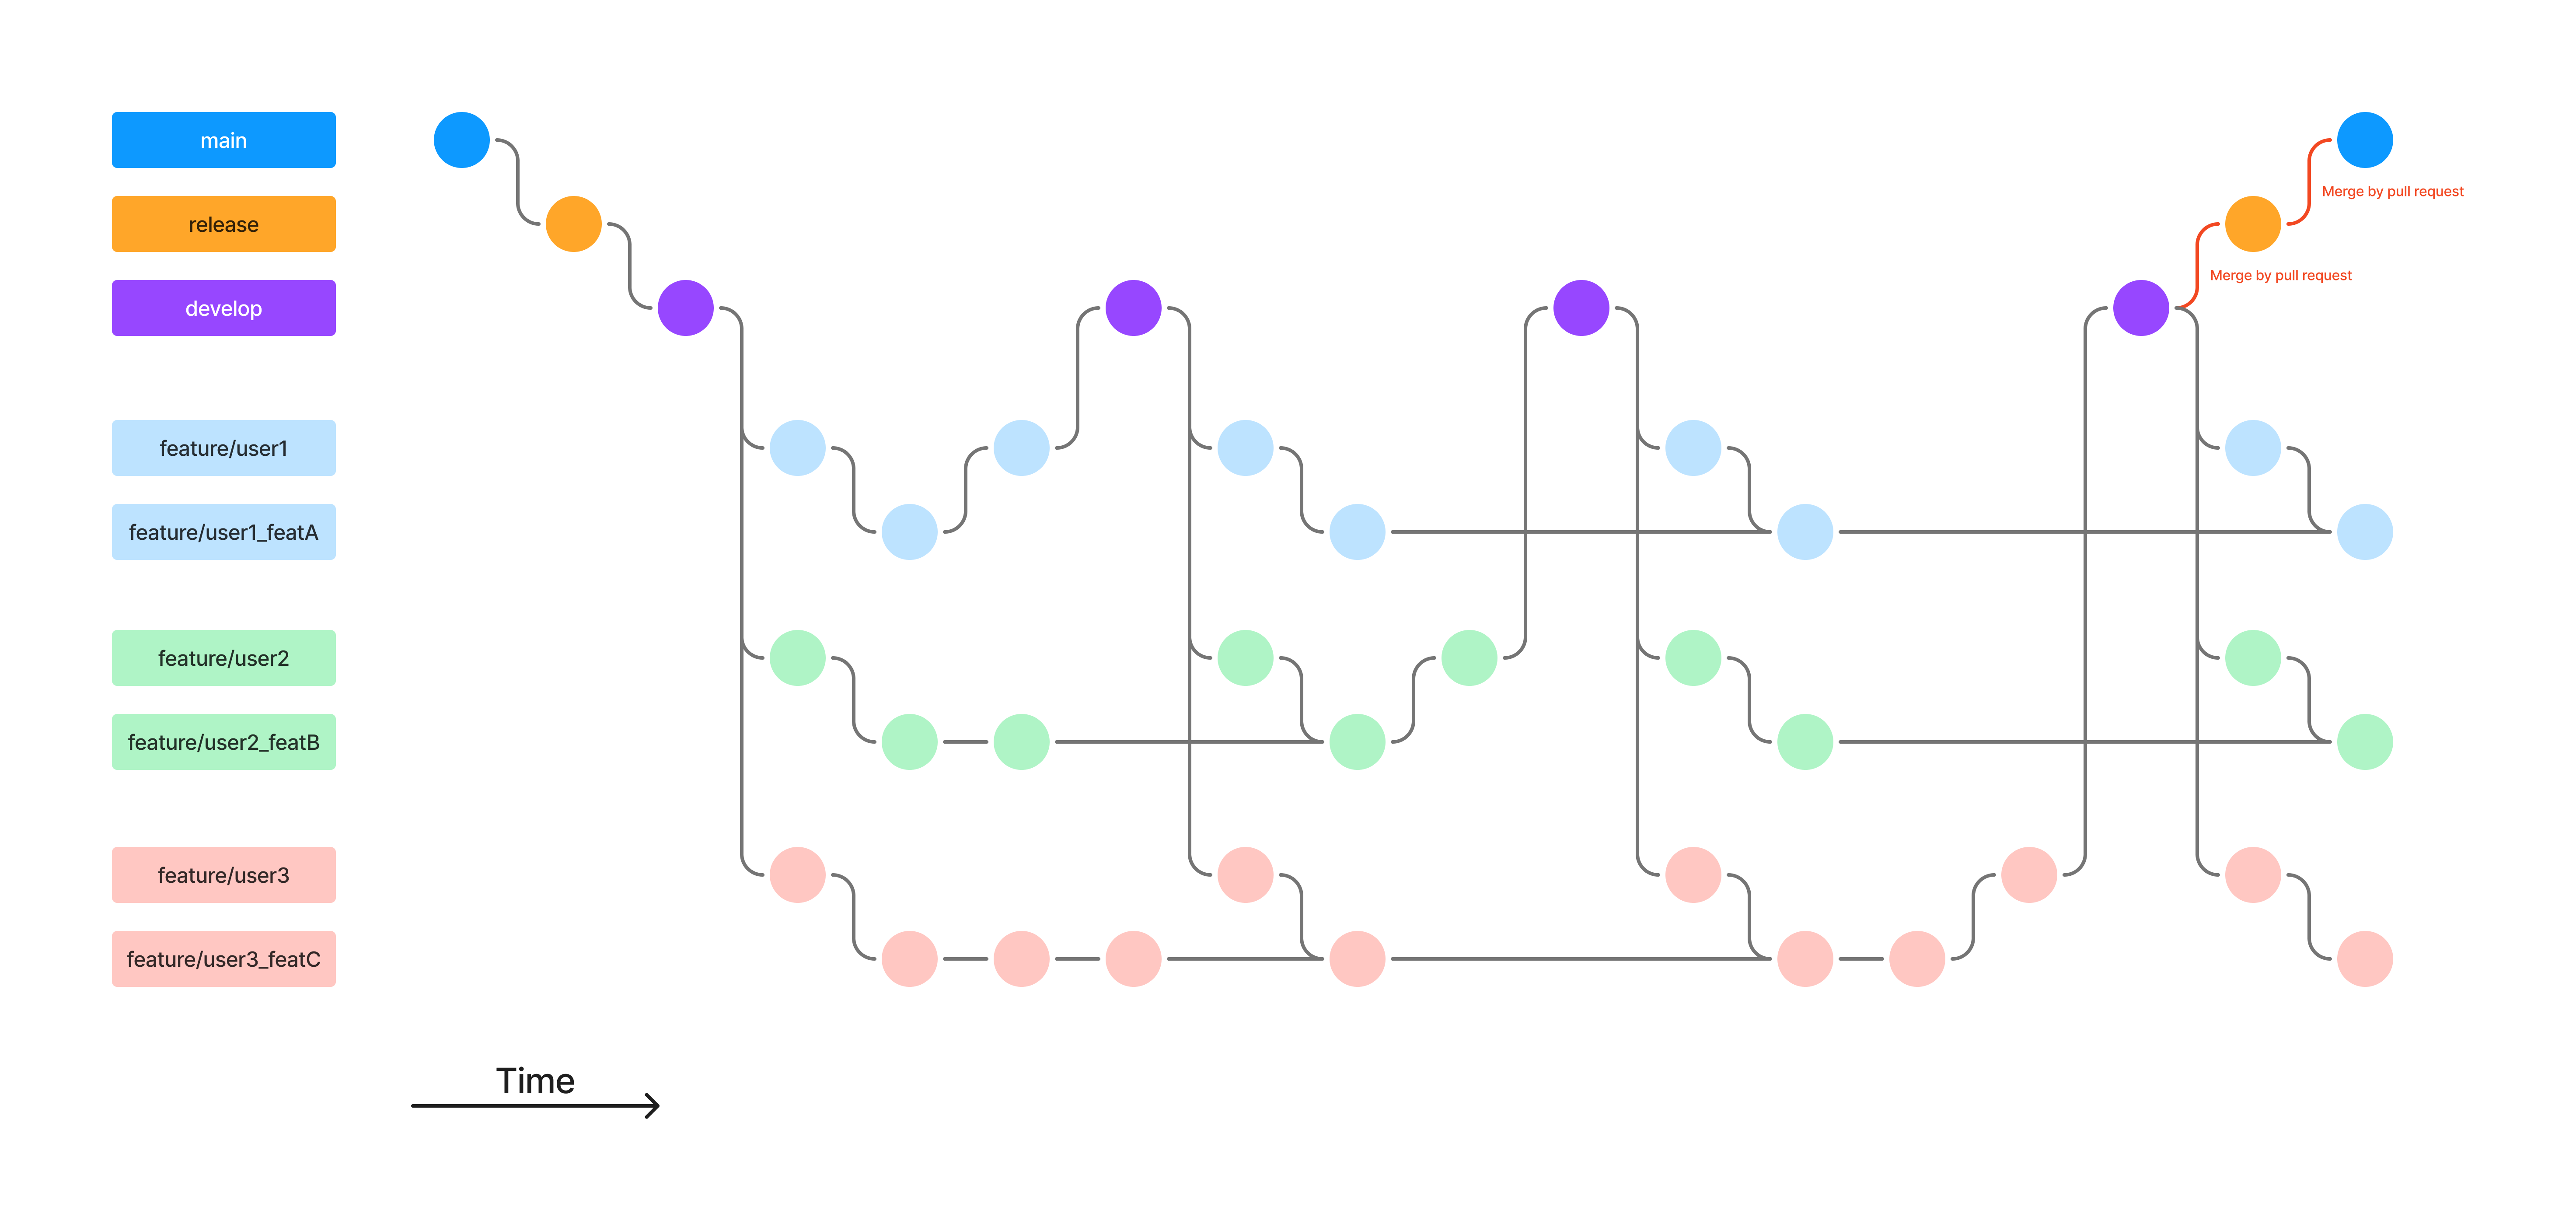 main
release
develop
feature/user1
feature/user1_featA
feature/user2
feature/user2_featB
feature/user3
feature/user3_featC
Merge by pull request
Merge by pull request
Time